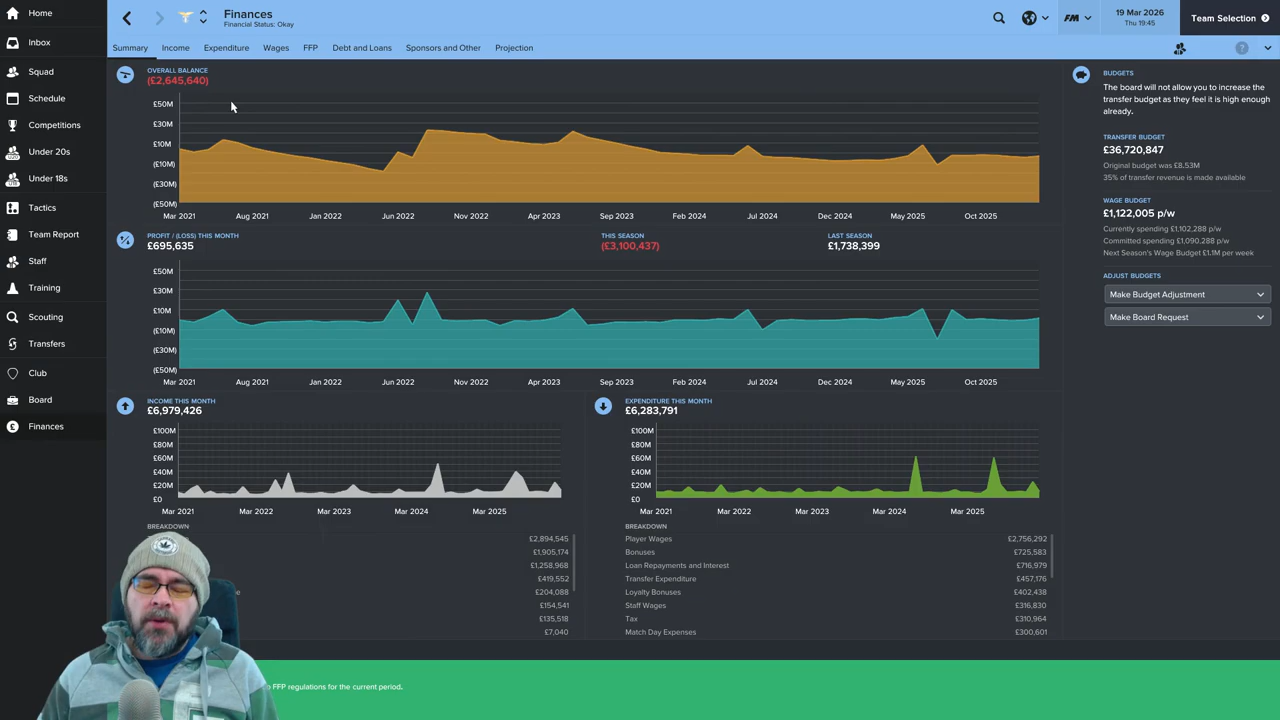 Home
Finances
Financial Status: Okay
FM
19 Mar 2026
Thu 19:45
Team Selection
Inbox
Summary
Income
Expenditure
Wages
FFP
Debt and Loans
Sponsors and Other
Projection
Squad
Schedule
Competitions
Under 20s
Under 18s
Tactics
Team Report
Staff
Training
Scouting
Transfers
Club
Board
Finances
OVERALL BALANCE
(£2,645,640)
£50M
£30M
£10M
(£10M)
(£30M)
(£50M)
Mar 2021 Aug 2021 Jan 2022 Jun 2022 Nov 2022 Apr 2023 Sep 2023 Feb 2024 Jul 2024 Dec 2024 May 2025 Oct 2025
PROFIT / (LOSS) THIS MONTH
£695,635
THIS SEASON
(£3,100,437)
LAST SEASON
£1,738,399
£50M
£30M
£10M
(£10M)
(£30M)
(£50M)
Mar 2021 Aug 2021 Jan 2022 Jun 2022 Nov 2022 Apr 2023 Sep 2023 Feb 2024 Jul 2024 Dec 2024 May 2025 Oct 2025
INCOME THIS MONTH
£6,979,426
£100M
£80M
£60M
£40M
£20M
£0
Mar 2021 Mar 2022 Mar 2023 Mar 2024 Mar 2025
BREAKDOWN
£2,894,545
£1,905,174
£1,258,968
£419,552
£204,088
£154,541
£135,518
£7,040
EXPENDITURE THIS MONTH
£6,283,791
£100M
£80M
£60M
£40M
£20M
£0
Mar 2021 Mar 2022 Mar 2023 Mar 2024 Mar 2025
BREAKDOWN
Player Wages £2,756,292
Bonuses £725,583
Loan Repayments and Interest £716,979
Transfer Expenditure £457,176
Loyalty Bonuses £402,438
Staff Wages £316,830
Tax £310,964
Match Day Expenses £300,601
BUDGETS
The board will not allow you to increase the
transfer budget as they feel it is high enough
already.
TRANSFER BUDGET
£36,720,847
Original budget was £8.53M
35% of transfer revenue is made available
WAGE BUDGET
£1,122,005 p/w
Currently spending £1,102,288 p/w
Committed spending £1,090,288 p/w
Next Season's Wage Budget £1.1M per week
ADJUST BUDGETS
Make Budget Adjustment
Make Board Request
FFP regulations for the current period.